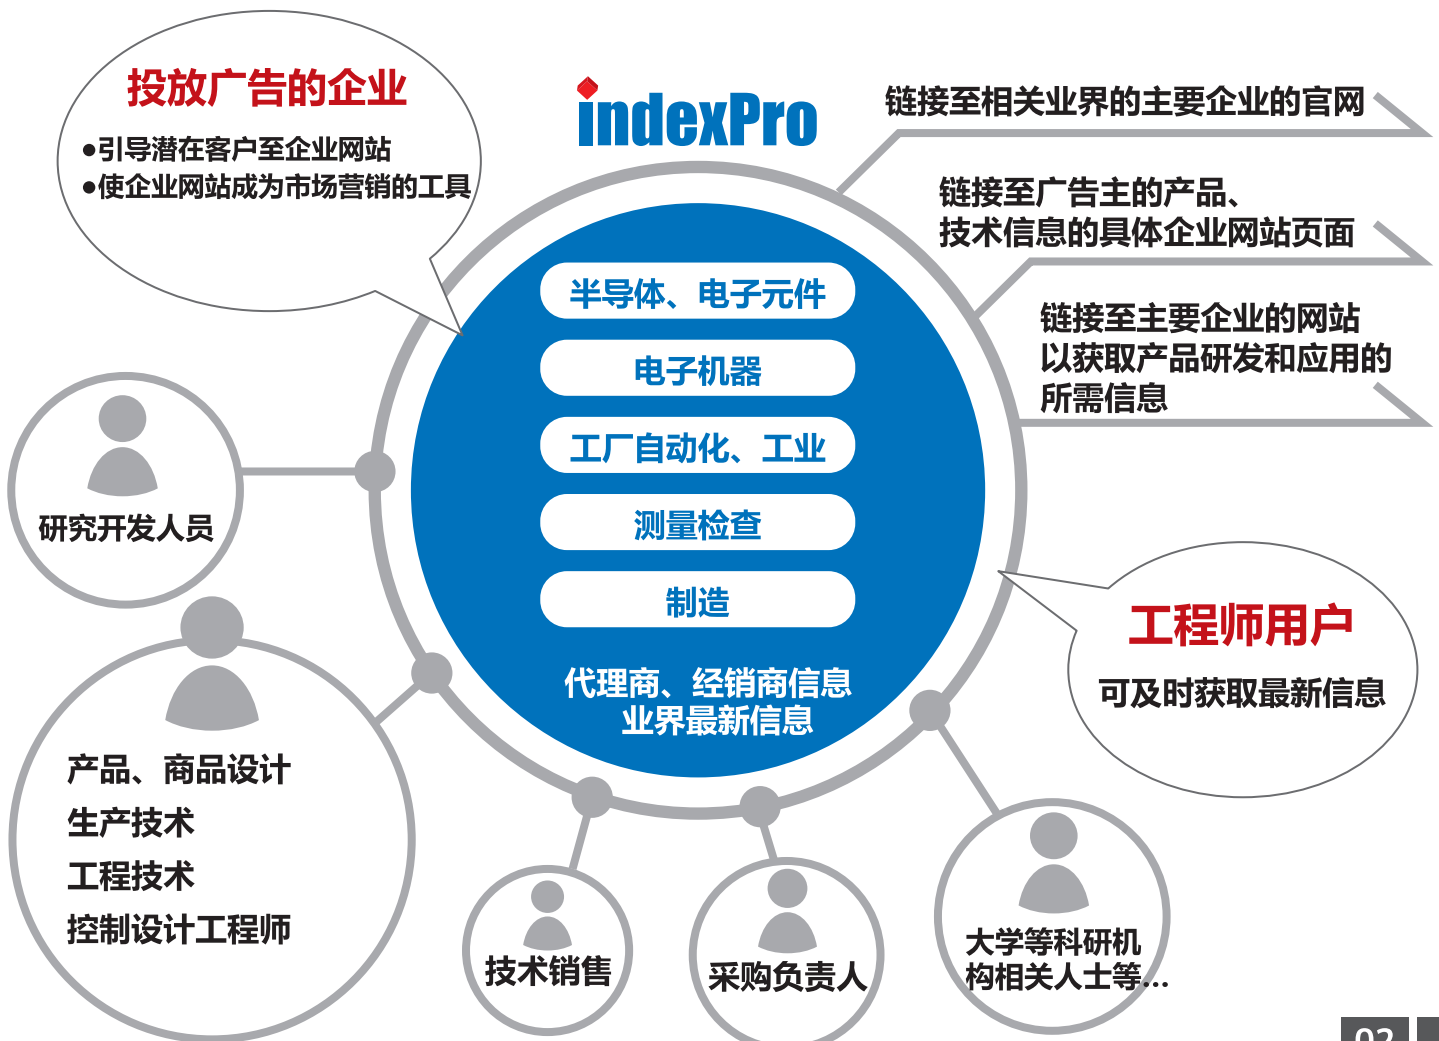 投放广告的企业
●引导潜在客户至企业网站
●使企业网站成为市场营销的工具
indexPro
链接至相关业界的主要企业的官网
链接至广告主的产品、
技术信息的具体企业网站页面
链接至主要企业的网站
以获取产品研发和应用的
所需信息
半导体、电子元件
电子机器
工厂自动化、工业
测量检查
制造
代理商、经销商信息
业界最新信息
研究开发人员
工程师用户
可及时获取最新信息
产品、商品设计
生产技术
工程技术
控制设计工程师
技术销售
采购负责人
大学等科研机
构相关人士等...
02